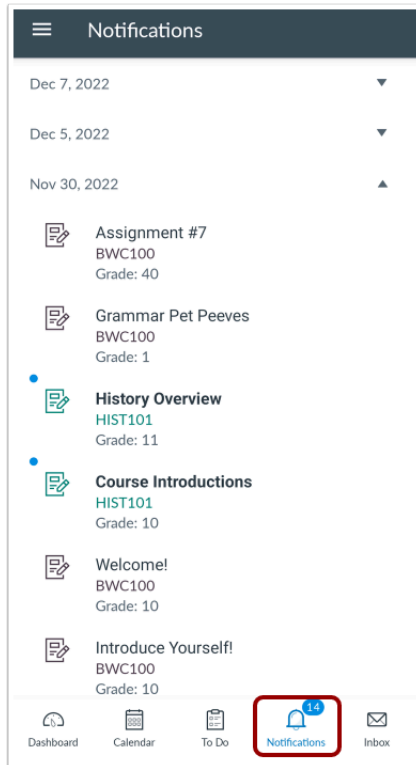 Notifications
Dec 7, 2022
Dec 5, 2022
Nov 30, 2022
Assignment #7
BWC100
Grade: 40
Grammar Pet Peeves
BWC100
Grade: 1
History Overview
HIST101
Grade: 11
Course Introductions
HIST101
Grade: 10
Welcome!
BWC100
Grade: 10
Introduce Yourself!
BWC100
Grade: 10
14
Dashboard Calendar To Do Notifications Inbox